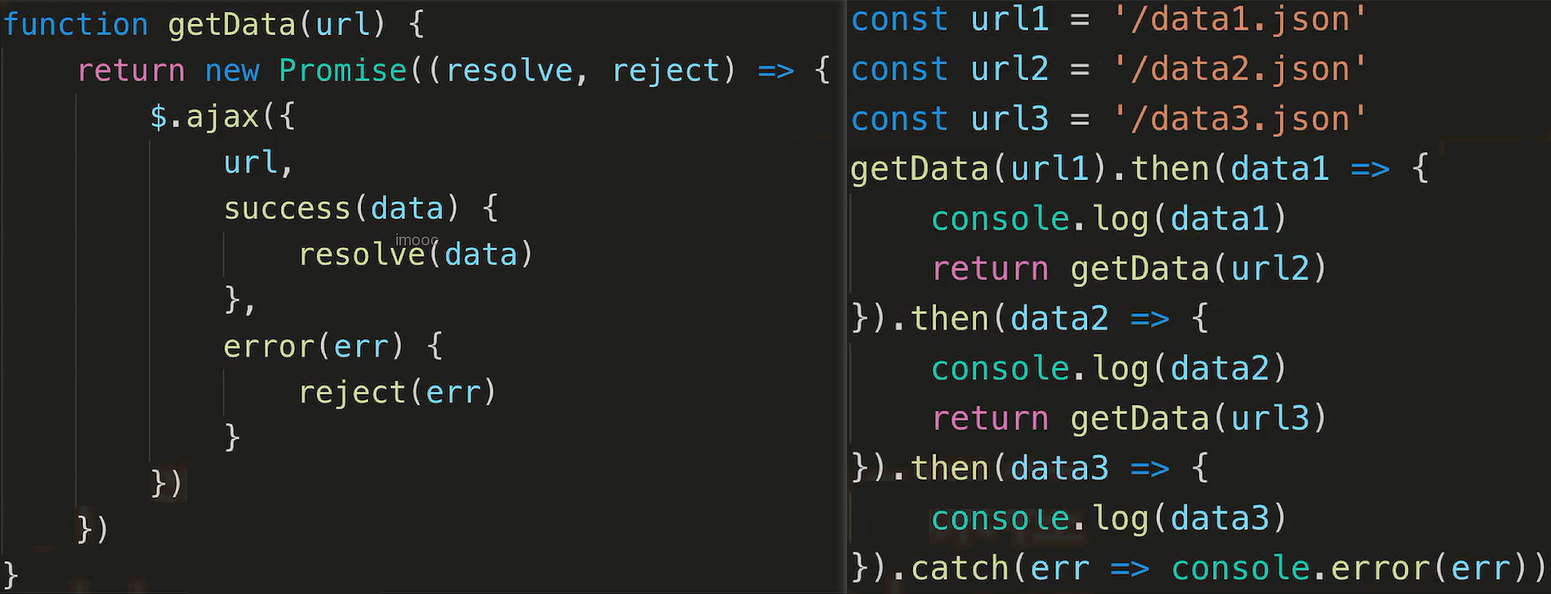 function getData(url) {
    return new Promise((resolve, reject) => {
        $.ajax({
            url,
            success(data) {
imooc
                resolve(data)
            },
            error(err) {
                reject(err)
            }
        })
    })
}
const url1 = '/data1.json'
const url2 = '/data2.json'
const url3 = '/data3.json'
getData(url1).then(data1 => {
    console.log(data1)
    return getData(url2)
}).then(data2 => {
    console.log(data2)
    return getData(url3)
}).then(data3 => {
    console.log(data3)
}).catch(err => console.error(err))